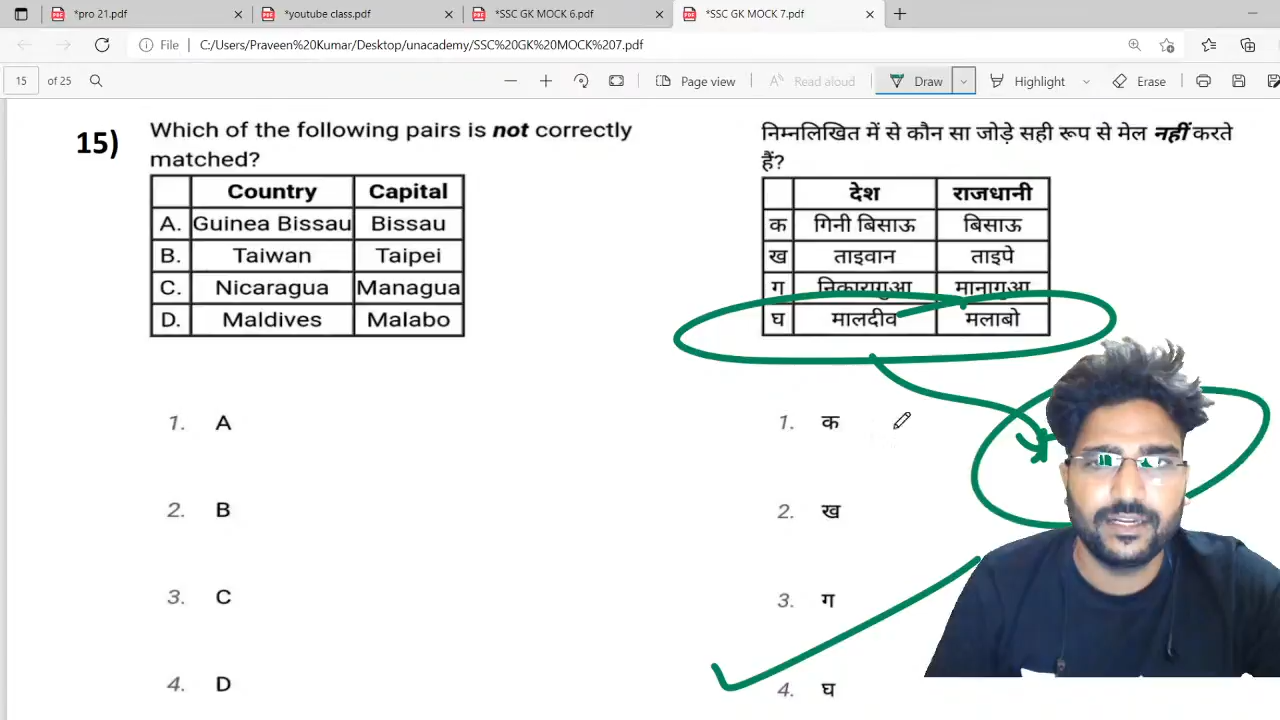 *pro 21.pdf
*youtube class.pdf
*SSC GK MOCK 6.pdf
*SSC GK MOCK 7.pdf
File C:/Users/Praveen%20Kumar/Desktop/unacademy/SSC%20GK%20MOCK%207.pdf
15 of 25 Page view Read aloud Draw Highlight Erase
15) Which of the following pairs is not correctly
matched?
Country Capital
A. Guinea Bissau Bissau
B. Taiwan Taipei
C. Nicaragua Managua
D. Maldives Malabo
1. A
2. B
3. C
4. D
निम्नलिखित में से कौन सा जोड़े सही रूप से मेल नहीं करते
हैं?
देश राजधानी
क गिनी बिसाऊ बिसाऊ
ख ताइवान ताइपे
ग निकारागुआ मानागुआ
घ मालदीव मलाबो
1. क
2. ख
3. ग
4. घ